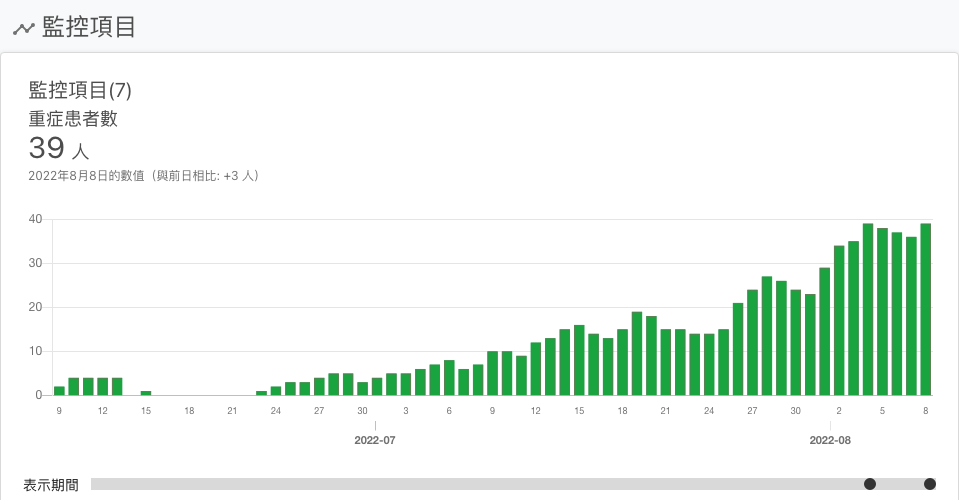 監控項目
監控項目(7)
重症患者數
39 人
2022年8月8日的數值（與前日相比: +3 人）
40
30
20
10
0
9 12 15 18 21 24 27 30 3 6 9 12 15 18 21 24 27 30 2 5 8
2022-07 2022-08
表示期間